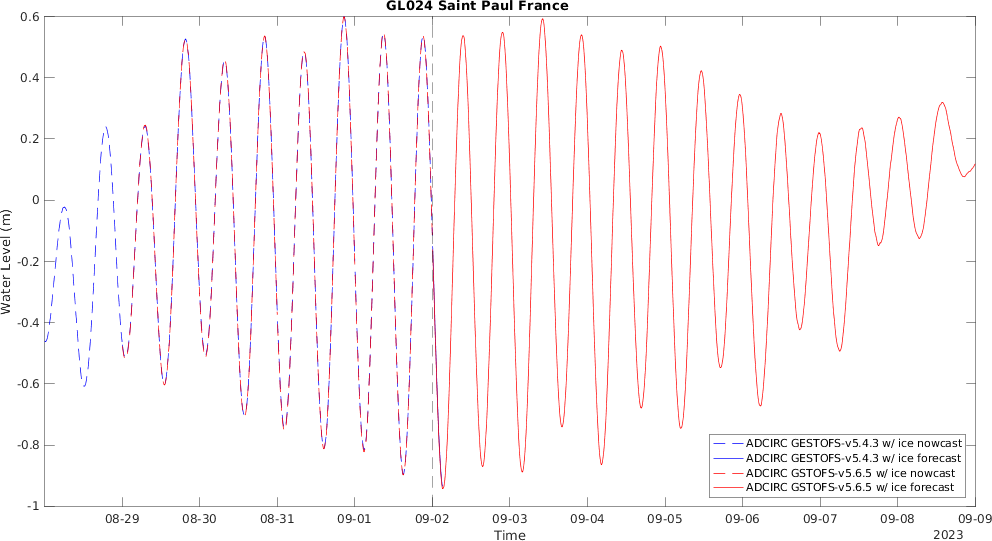 GL024 Saint Paul France
0.6
0.4
0.2
0
-0.2
-0.4
-0.6
-0.8
-1
Water Level (m)
ADCIRC GESTOFS-v5.4.3 w/ ice nowcast
ADCIRC GESTOFS-v5.4.3 w/ ice forecast
ADCIRC GSTOFS-v5.6.5 w/ ice nowcast
ADCIRC GSTOFS-v5.6.5 w/ ice forecast
08-29 08-30 08-31 09-01 09-02 09-03 09-04 09-05 09-06 09-07 09-08 09-09
Time
2023